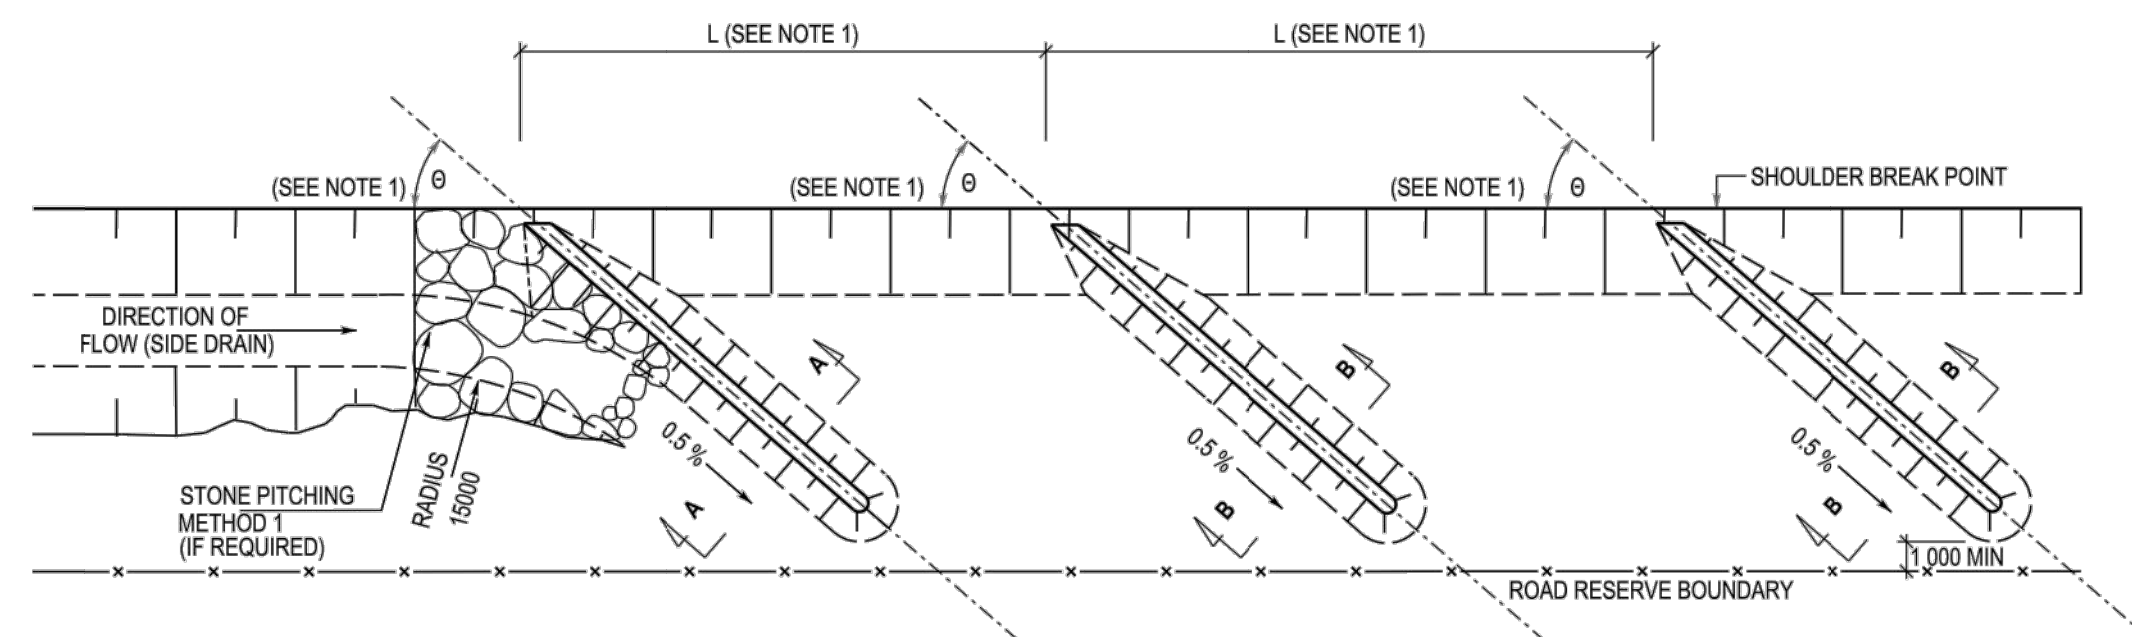 L (SEE NOTE 1)
L (SEE NOTE 1)
(SEE NOTE 1)
θ
(SEE NOTE 1)
θ
(SEE NOTE 1)
θ
SHOULDER BREAK POINT
DIRECTION OF
FLOW (SIDE DRAIN)
A
B
B
0.5 %
0.5 %
0.5 %
STONE PITCHING
METHOD 1
(IF REQUIRED)
RADIUS
15000
A
B
B
1 000 MIN
ROAD RESERVE BOUNDARY